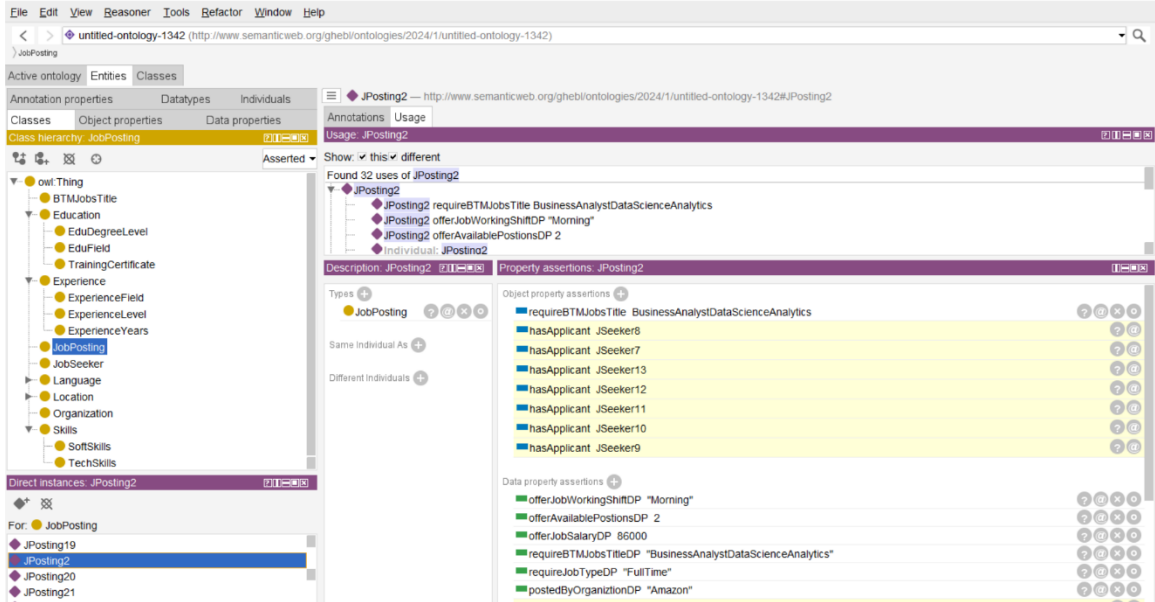 File Edit View Reasoner Tools Refactor Window Help
untitled-ontology-1342 (http://www.semanticweb.org/ghebl/ontologies/2024/1/untitled-ontology-1342)
JobPosting
Active ontology Entities Classes
Annotation properties Datatypes Individuals
Classes Object properties Data properties
Class hierarchy: JobPosting
Asserted
owl:Thing
BTMJobsTitle
Education
EduDegreeLevel
EduField
TrainingCertificate
Experience
ExperienceField
ExperienceLevel
ExperienceYears
JobPosting
JobSeeker
Language
Location
Organization
Skills
SoftSkills
TechSkills
Direct instances: JPosting2
For: JobPosting
JPosting19
JPosting2
JPosting20
JPosting21
JPosting2 — http://www.semanticweb.org/ghebl/ontologies/2024/1/untitled-ontology-1342#JPosting2
Annotations Usage
Usage: JPosting2
Show: this different
Found 32 uses of JPosting2
JPosting2
JPosting2 requireBTMJobsTitle BusinessAnalystDataScienceAnalytics
JPosting2 offerJobWorkingShiftDP "Morning"
JPosting2 offerAvailablePostionsDP 2
Individual: JPosting2
Description: JPosting2
Types
JobPosting
Same Individual As
Different Individuals
Property assertions: JPosting2
Object property assertions
requireBTMJobsTitle BusinessAnalystDataScienceAnalytics
hasApplicant JSeeker8
hasApplicant JSeeker7
hasApplicant JSeeker13
hasApplicant JSeeker12
hasApplicant JSeeker11
hasApplicant JSeeker10
hasApplicant JSeeker9
Data property assertions
offerJobWorkingShiftDP "Morning"
offerAvailablePostionsDP 2
offerJobSalaryDP 86000
requireBTMJobsTitleDP "BusinessAnalystDataScienceAnalytics"
requireJobTypeDP "FullTime"
postedByOrganiztionDP "Amazon"